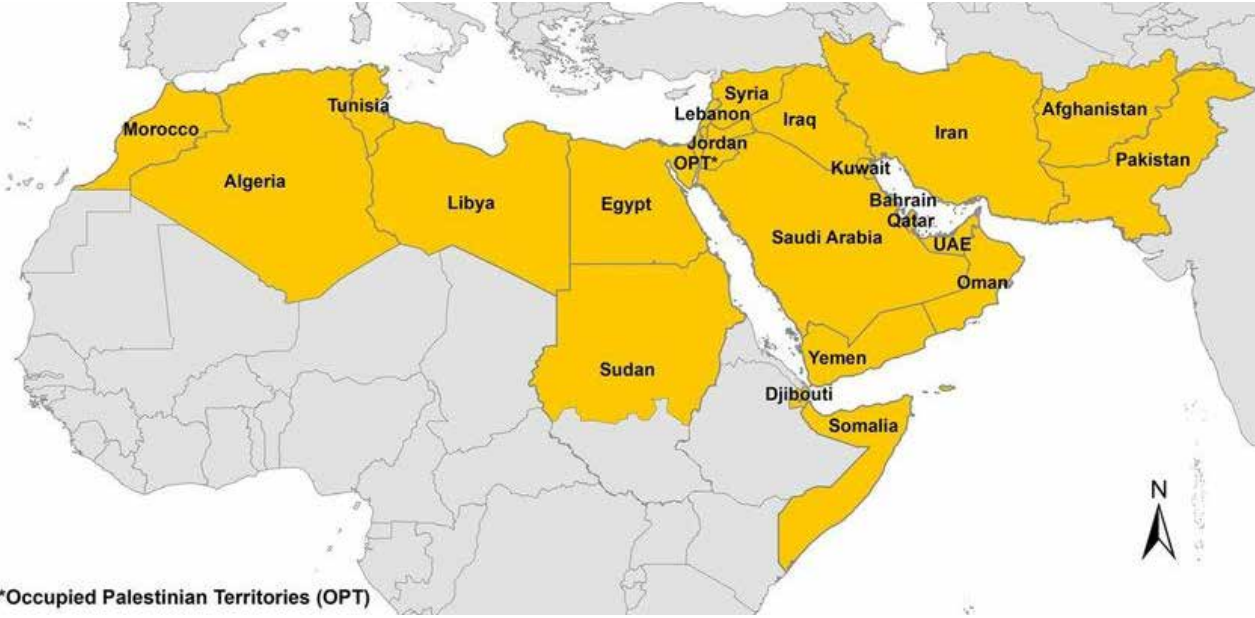 Tunisia
Morocco
Algeria
Libya
Egypt
Sudan
Syria
Lebanon
Jordan
OPT*
Iraq
Iran
Kuwait
Bahrain
Qatar
UAE
Saudi Arabia
Oman
Yemen
Djibouti
Somalia
Afghanistan
Pakistan
N
*Occupied Palestinian Territories (OPT)